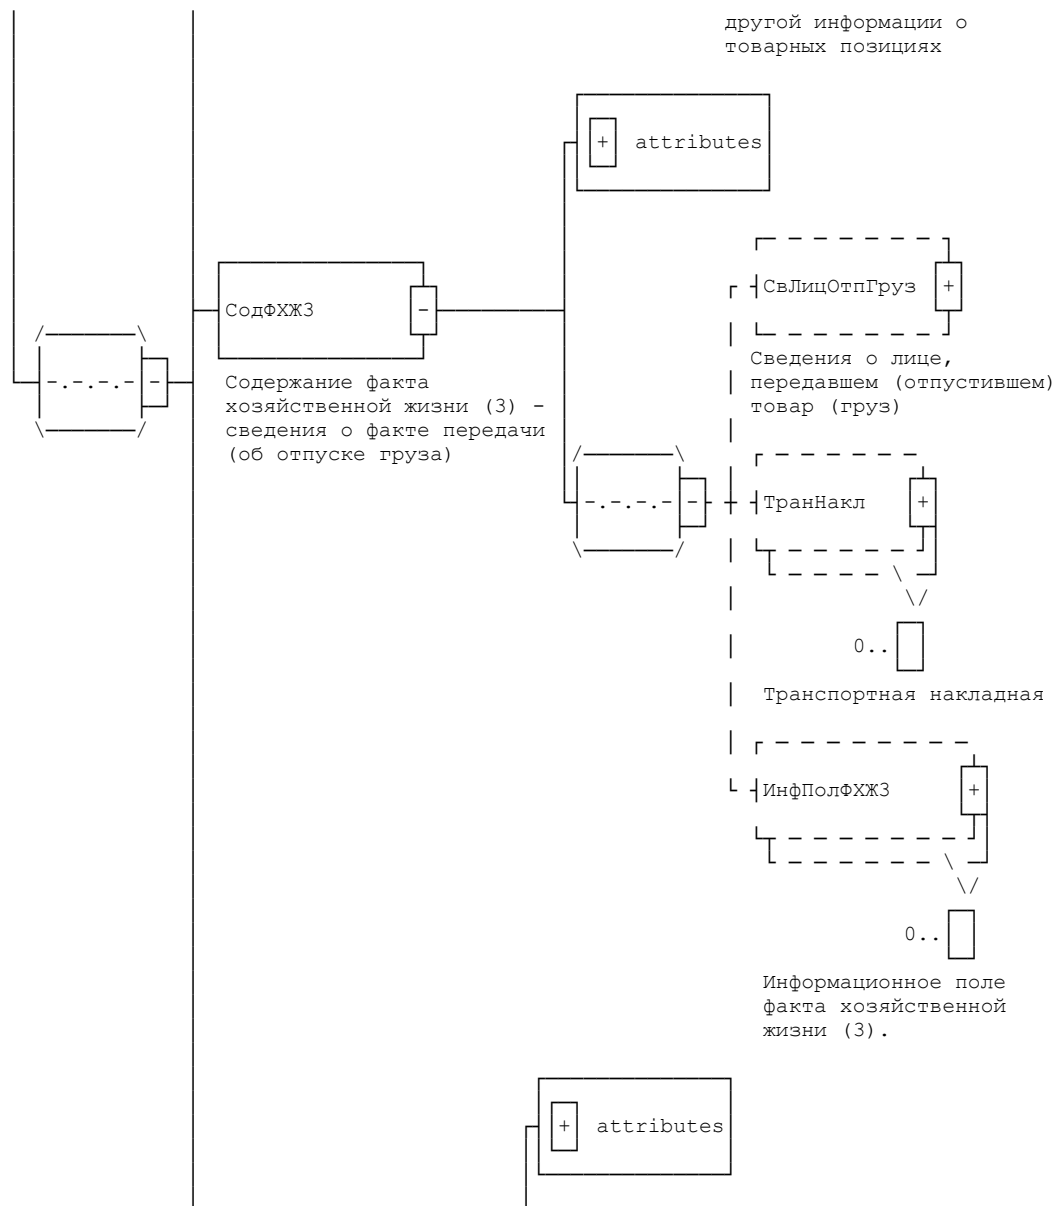 другой информации о
товарных позициях
+ attributes
СвЛицОтпГруз +
СодФХЖ3 -
Сведения о лице,
передавшем (отпустившем)
товар (груз)
-.-.-.- -
Содержание факта
хозяйственной жизни (3) -
сведения о факте передачи
(об отпуске груза)
-.-.-.- -
ТранНакл +
0..
Транспортная накладная
ИнфПолФХЖ3 +
0..
Информационное поле
факта хозяйственной
жизни (3).
+ attributes